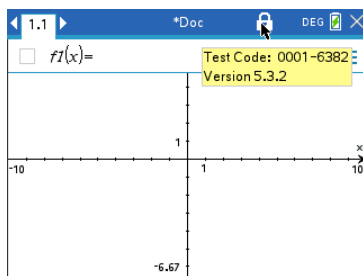 1.1
*Doc
DEG
f1(x)=
Test Code: 0001-6382
Version 5.3.2
1
x
-10
1
10
-6.67